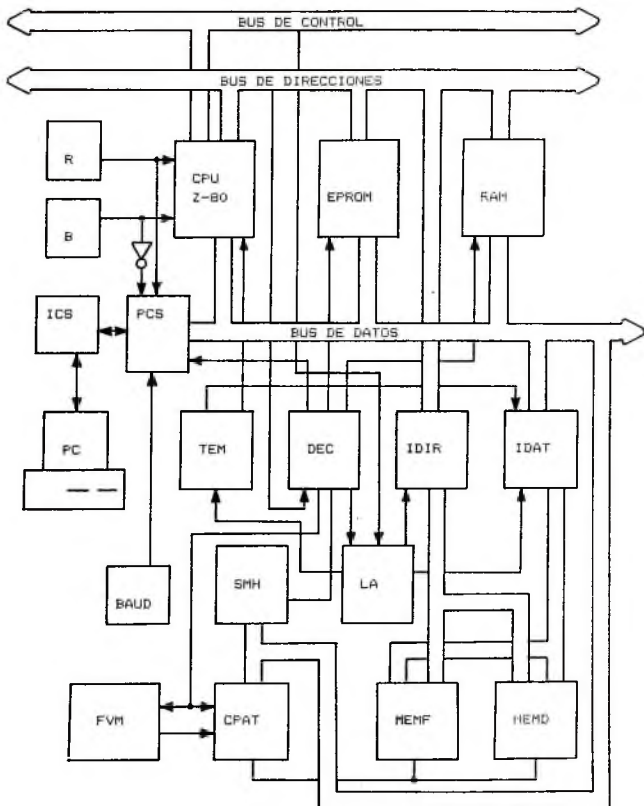 BUS DE CONTROL
BUS DE DIRECCIONES
R
CPU
Z-80
EPROM
RAM
B
ICS
PCS
BUS DE DATOS
PC
TEM
DEC
IDIR
IDAT
BAUD
SMH
LA
FVM
CPAT
MEMF
MEMD